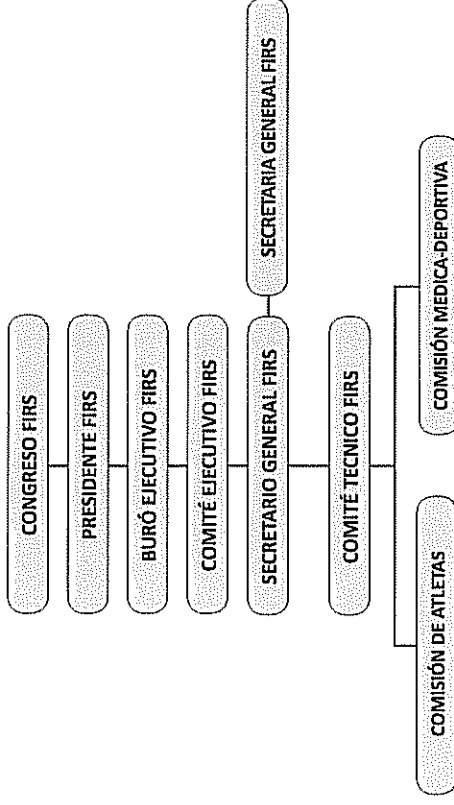 CONGRESO FIRS
PRESIDENTE FIRS
BURÓ EJECUTIVO FIRS
COMITÉ EJECUTIVO FIRS
SECRETARIO GENERAL FIRS
SECRETARIA GENERAL FIRS
COMITÉ TECNICO FIRS
COMISIÓN DE ATLETAS
COMISIÓN MEDICA-DEPORTIVA